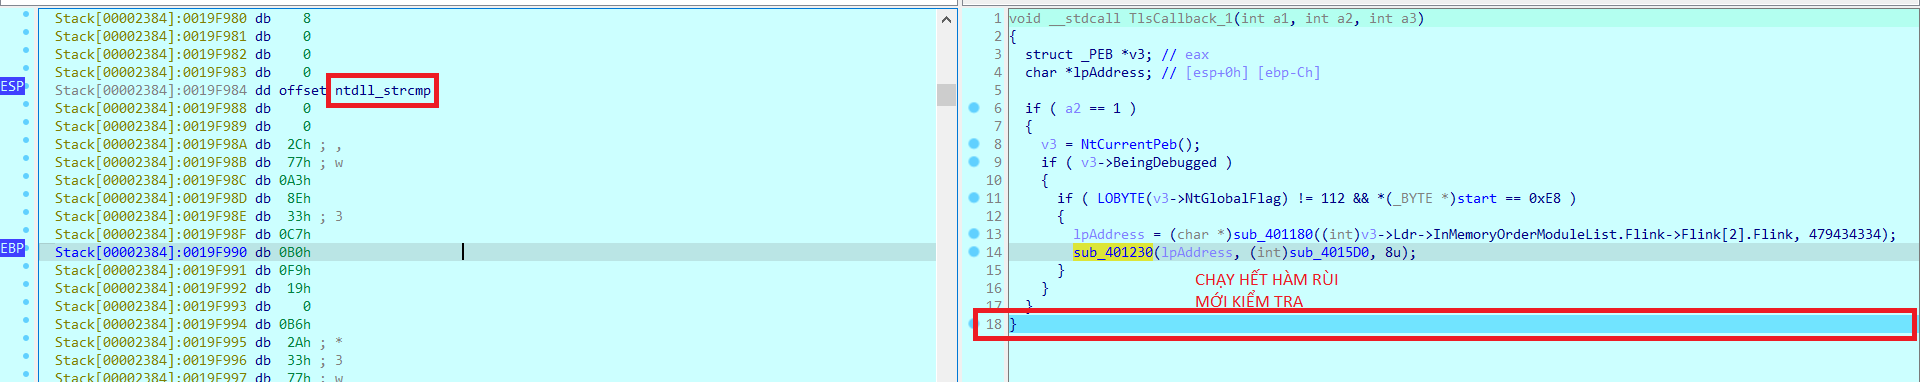 Stack[00002384]:0019F980 db 8
Stack[00002384]:0019F981 db 0
Stack[00002384]:0019F982 db 0
Stack[00002384]:0019F983 db 0
ESP Stack[00002384]:0019F984 dd offset ntdll_strcmp
Stack[00002384]:0019F988 db 0
Stack[00002384]:0019F989 db 0
Stack[00002384]:0019F98A db 2Ch ; ,
Stack[00002384]:0019F98B db 77h ; w
Stack[00002384]:0019F98C db 0A3h
Stack[00002384]:0019F98D db 8Eh
Stack[00002384]:0019F98E db 33h ; 3
Stack[00002384]:0019F98F db 0C7h
EBP Stack[00002384]:0019F990 db 0B0h
Stack[00002384]:0019F991 db 0F9h
Stack[00002384]:0019F992 db 19h
Stack[00002384]:0019F993 db 0
Stack[00002384]:0019F994 db 0B6h
Stack[00002384]:0019F995 db 2Ah ; *
Stack[00002384]:0019F996 db 33h ; 3
Stack[00002384]:0019F997 db 77h ; w
1 void __stdcall TlsCallback_1(int a1, int a2, int a3)
2 {
3 struct _PEB *v3; // eax
4 char *lpAddress; // [esp+0h] [ebp-Ch]
5
6 if ( a2 == 1 )
7 {
8 v3 = NtCurrentPeb();
9 if ( v3->BeingDebugged )
10 {
11 if ( LOBYTE(v3->NtGlobalFlag) != 112 && *(_BYTE *)start == 0xE8 )
12 {
13 lpAddress = (char *)sub_401180((int)v3->Ldr->InMemoryOrderModuleList.Flink->Flink[2].Flink, 479434334);
14 sub_401230(lpAddress, (int)sub_4015D0, 8u);
15 }
16 }
17 }
18 }
CHẠY HẾT HÀM RÙI
MỚI KIỂM TRA